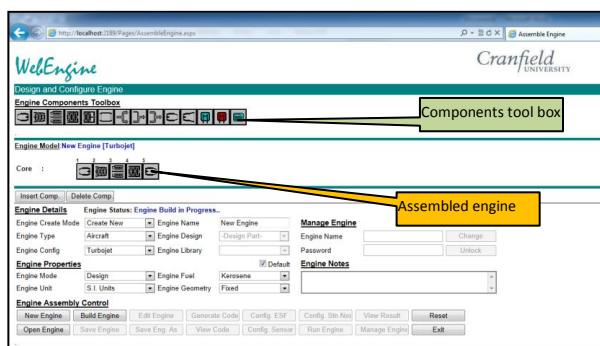 http://localhost:2189/Pages/AssembleEngine.aspx
Assemble Engine
WebEngine
Cranfield
UNIVERSITY
Design and Configure Engine
Engine Components Toolbox
Components tool box
Engine Model:New Engine [Turbojet]
1 2 3 4 5
Core :
Assembled engine
Insert Comp. Delete Comp.
Engine Details Engine Status: Engine Build in Progress..
Engine Create Mode Create New Engine Name New Engine Manage Engine
Engine Type Aircraft Engine Design -Design Part- Engine Name Change
Engine Config Turbojet Engine Library Password Unlock
Engine Properties Default Engine Notes
Engine Mode Design Engine Fuel Kerosene
Engine Unit S.I. Units Engine Geometry Fixed
Engine Assembly Control
New Engine Build Engine Edit Engine Generate Code Config. ESF Config. Stn Nos View Result Reset
Open Engine Save Engine Save Eng. As View Code Config. Sensor Run Engine Manage Engine Exit